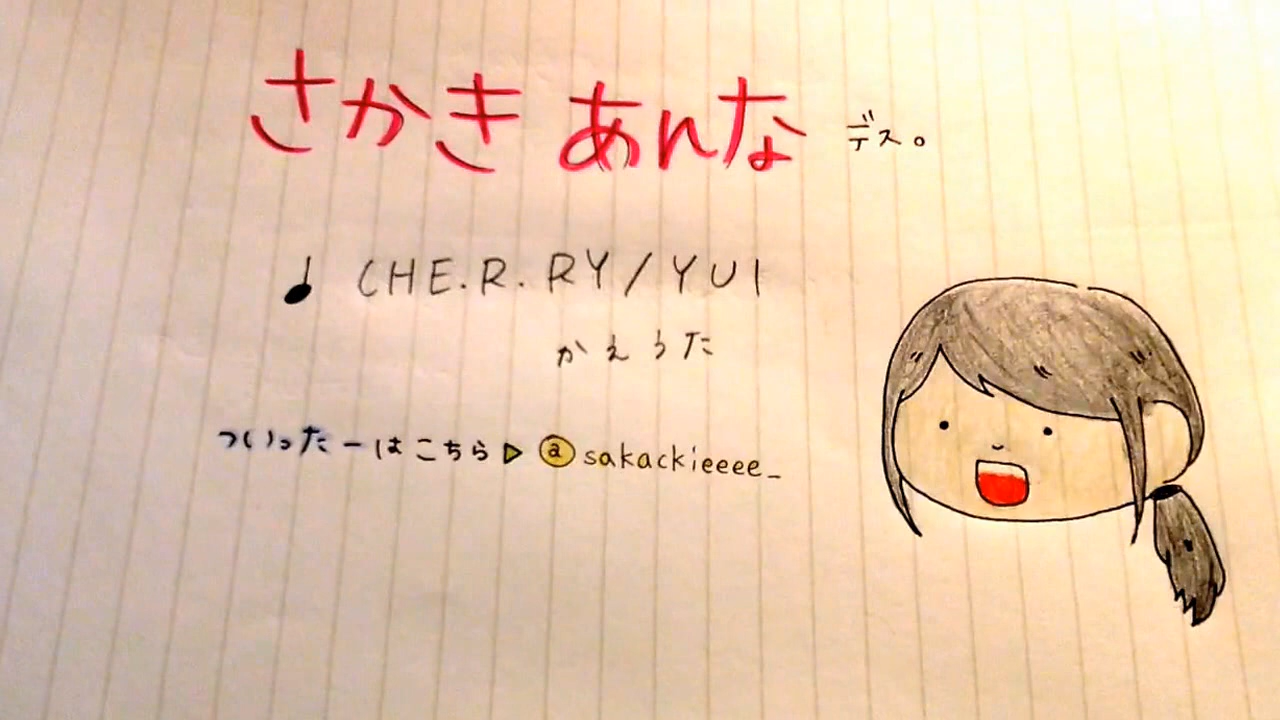 さかき あんな デス。
♩ CHE.R.RY/YUI
かえうた
ついったーはこちら▷@sakackieeee_